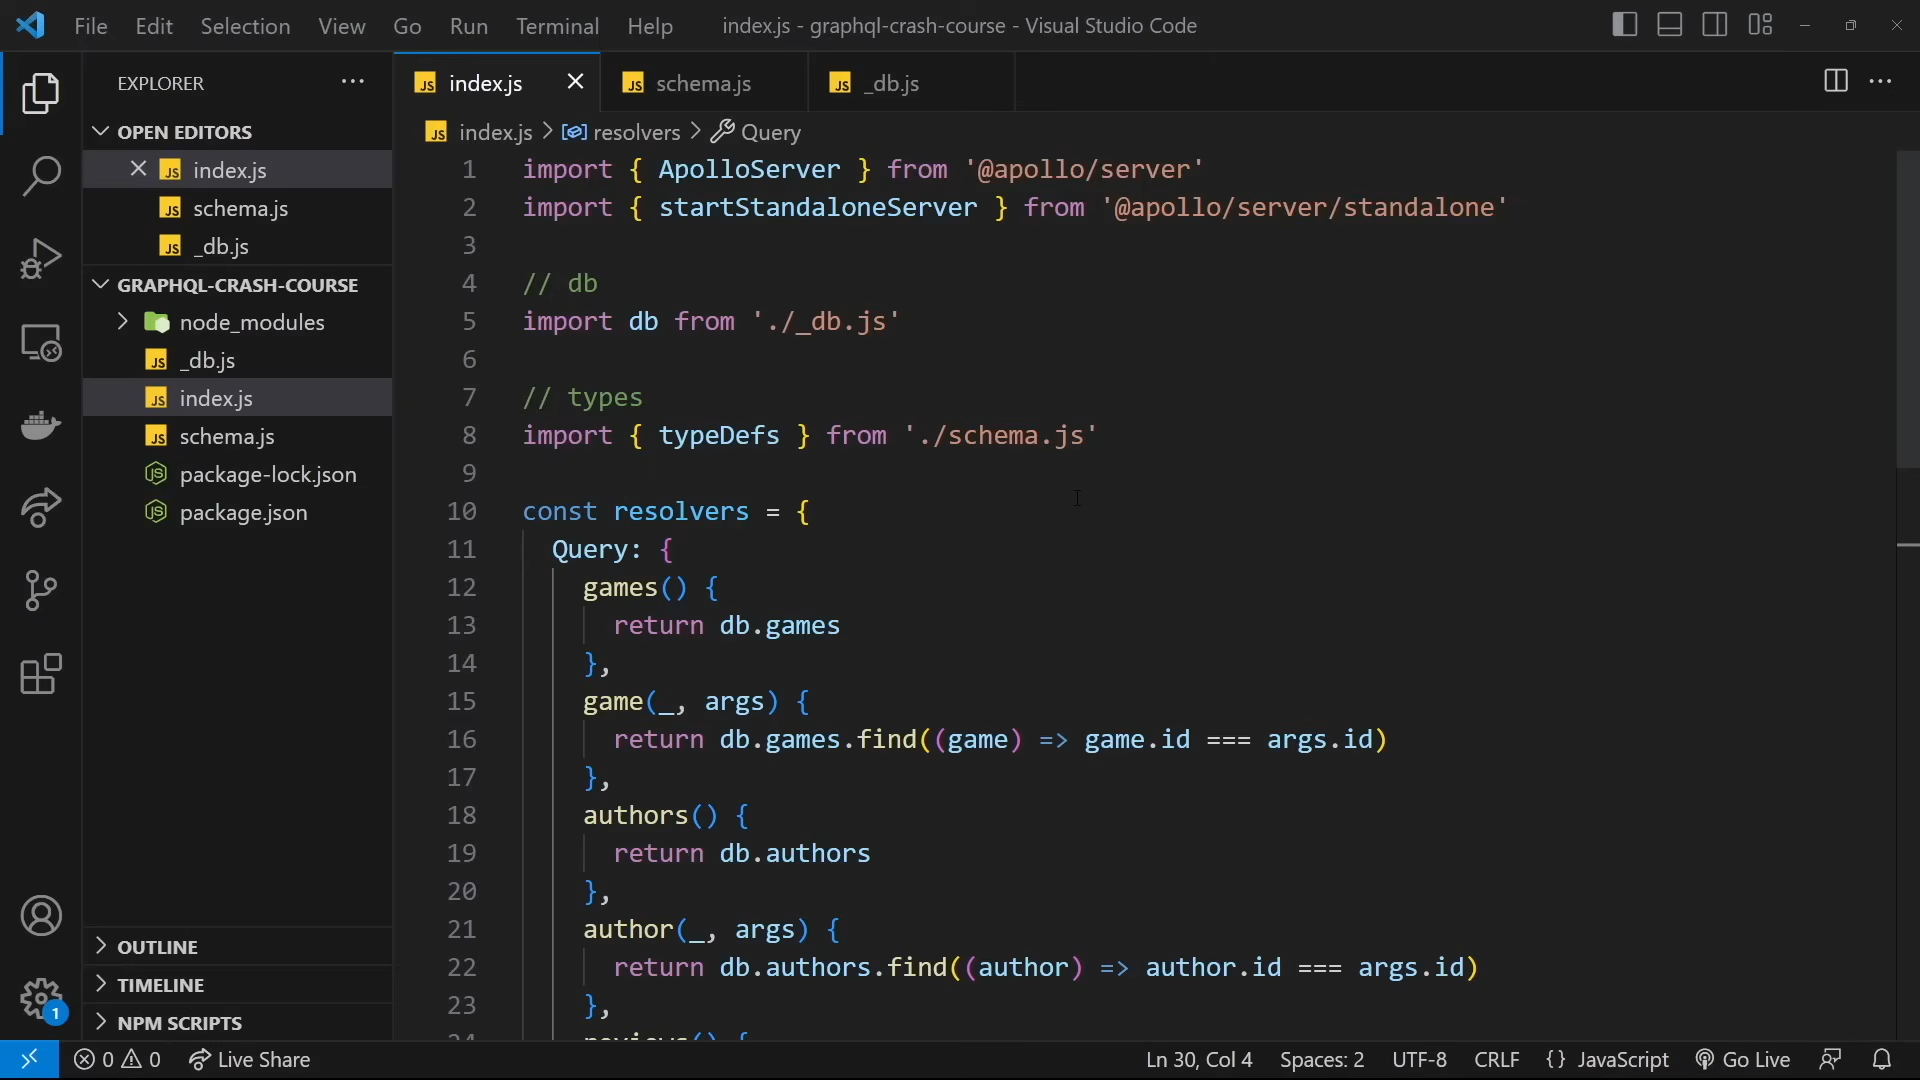 File Edit Selection View Go Run Terminal Help index.js - graphql-crash-course - Visual Studio Code
EXPLORER
OPEN EDITORS
index.js
schema.js
_db.js
GRAPHQL-CRASH-COURSE
node_modules
_db.js
index.js
schema.js
package-lock.json
package.json
OUTLINE
TIMELINE
NPM SCRIPTS
index.js schema.js _db.js
index.js > resolvers > Query
1 import { ApolloServer } from '@apollo/server'
2 import { startStandaloneServer } from '@apollo/server/standalone'
3
4 // db
5 import db from './_db.js'
6
7 // types
8 import { typeDefs } from './schema.js'
9
10 const resolvers = {
11 Query: {
12 games() {
13 return db.games
14 },
15 game(_, args) {
16 return db.games.find((game) => game.id === args.id)
17 },
18 authors() {
19 return db.authors
20 },
21 author(_, args) {
22 return db.authors.find((author) => author.id === args.id)
23 },
1
0 0 Live Share Ln 30, Col 4 Spaces: 2 UTF-8 CRLF {} JavaScript Go Live